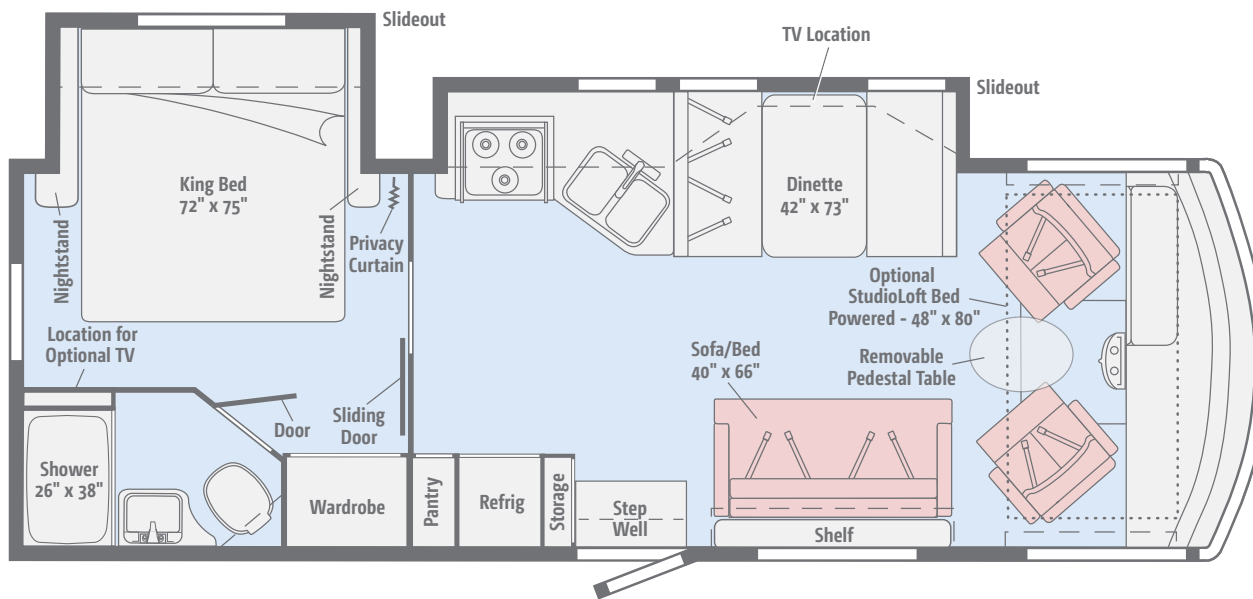 Slideout
TV Location
Slideout
King Bed
72" x 75"
Dinette
42" x 73"
Nightstand
Nightstand
Privacy
Curtain
Optional
StudioLoft Bed
Powered - 48" x 80"
Location for
Optional TV
Sofa/Bed
40" x 66"
Removable
Pedestal Table
Door
Sliding
Door
Shower
26" x 38"
Wardrobe
Pantry
Refrig
Storage
Step
Well
Shelf